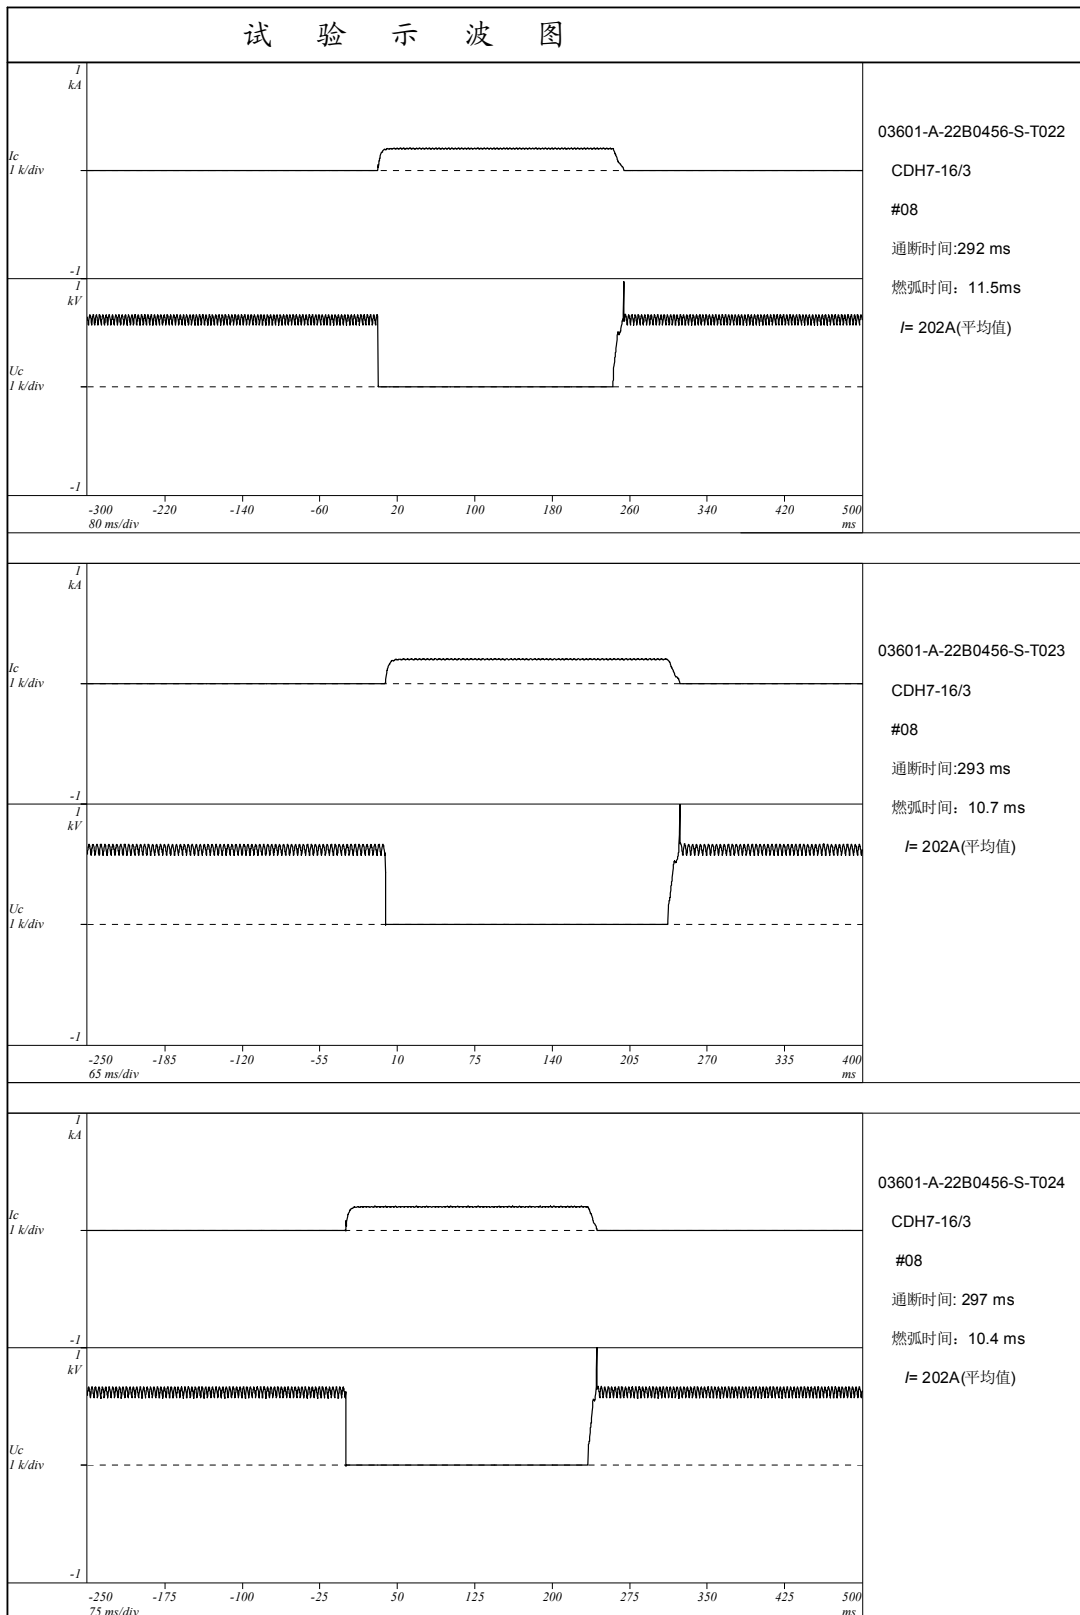 试 验 示 波 图
1
kA
Ic
1 k/div
-1
1
kV
Uc
1 k/div
-1
-300 -220 -140 -60 20 100 180 260 340 420 500
80 ms/div ms
03601-A-22B0456-S-T022
CDH7-16/3
#08
通断时间:292 ms
燃弧时间：11.5ms
I= 202A(平均值)
1
kA
Ic
1 k/div
-1
1
kV
Uc
1 k/div
-1
-250 -185 -120 -55 10 75 140 205 270 335 400
65 ms/div ms
03601-A-22B0456-S-T023
CDH7-16/3
#08
通断时间:293 ms
燃弧时间：10.7 ms
I= 202A(平均值)
1
kA
Ic
1 k/div
-1
1
kV
Uc
1 k/div
-1
-250 -175 -100 -25 50 125 200 275 350 425 500
75 ms/div ms
03601-A-22B0456-S-T024
CDH7-16/3
#08
通断时间: 297 ms
燃弧时间：10.4 ms
I= 202A(平均值)